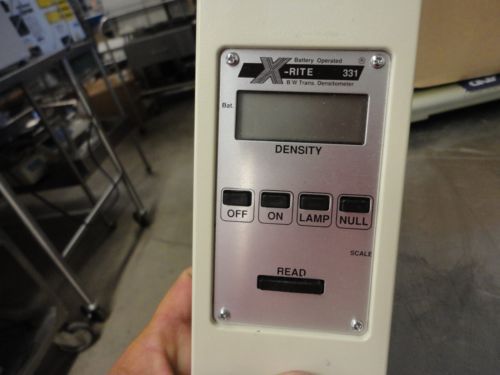 Battery Operated ®
X-RITE 331
B W Trans. Densitometer
Bat.
DENSITY
OFF ON LAMP NULL
SCALE
READ